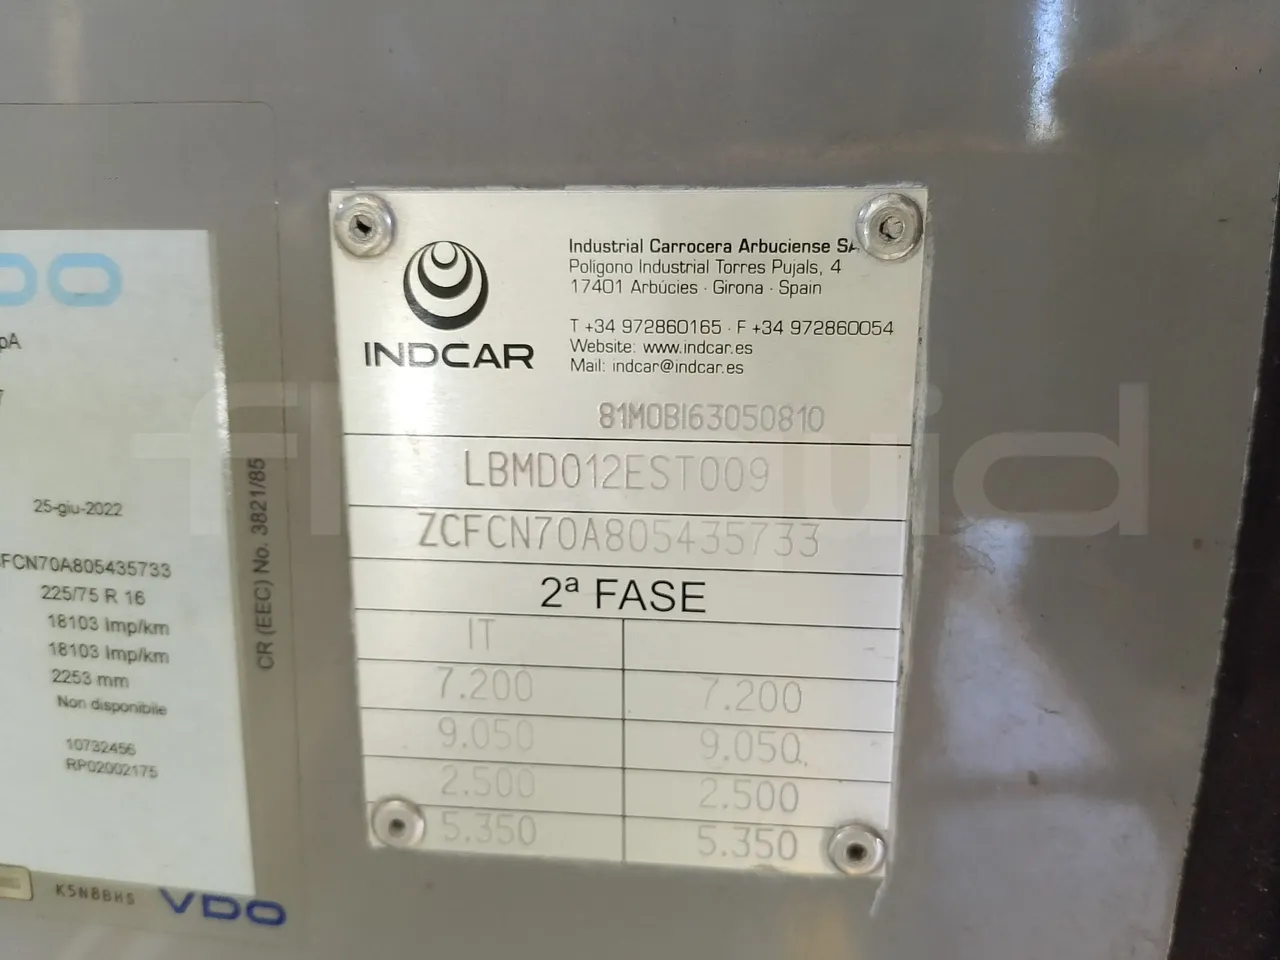 DO
pA
25-giu-2022
FCN70A805435733
225/75 R 16
18103 Imp/km
18103 Imp/km
2253 mm
Non disponibile
10732456
RP02002175
CR (EEC) No. 3821/85
K5N8BHS
VDO
INDCAR
Industrial Carrocera Arbuciense SA
Poligono Industrial Torres Pujals, 4
17401 Arbúcies · Girona · Spain
T +34 972860165 · F +34 972860054
Website: www.indcar.es
Mail: indcar@indcar.es
81MOBI63050810
LBMD012EST009
ZCFCN70A805435733
2ª FASE
IT
7.200 7.200
9.050 9.050
2.500 2.500
5.350 5.350